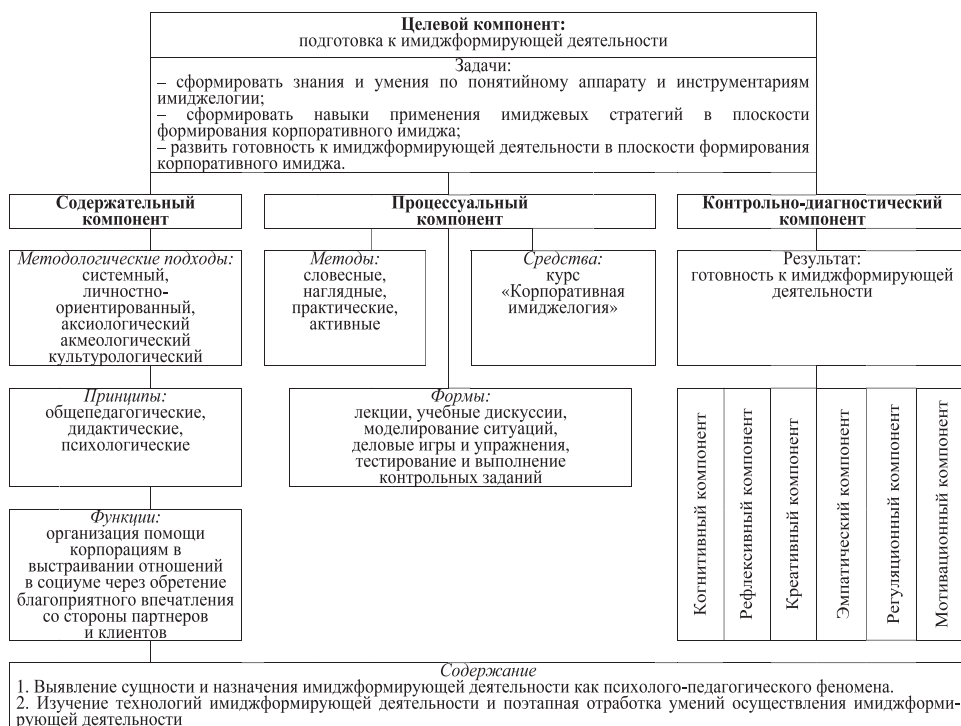 Целевой компонент:
подготовка к имиджформирующей деятельности
Задачи:
– сформировать знания и умения по понятийному аппарату и инструментариям
имиджелогии;
– сформировать навыки применения имиджевых стратегий в плоскости
формирования корпоративного имиджа;
– развить готовность к имиджформирующей деятельности в плоскости формирования
корпоративного имиджа.
Содержательный
компонент
Процессуальный
компонент
Контрольно-диагностический
компонент
Методологические подходы:
системный,
личностно-
ориентированный,
аксиологический
акмеологический
культурологический
Методы:
словесные,
наглядные,
практические,
активные
Средства:
курс
«Корпоративная
имиджелогия»
Результат:
готовность к имиджформирующей
деятельности
Принципы:
общепедагогические,
дидактические,
психологические
Формы:
лекции, учебные дискуссии,
моделирование ситуаций,
деловые игры и упражнения,
тестирование и выполнение
контрольных заданий
Когнитивный компонент
Рефлексивный компонент
Креативный компонент
Эмпатический компонент
Регуляционный компонент
Мотивационный компонент
Функции:
организация помощи
корпорациям в
выстраивании отношений
в социуме через обретение
благоприятного впечатления
со стороны партнеров
и клиентов
Содержание
1. Выявление сущности и назначения имиджформирующей деятельности как психолого-педагогического феномена.
2. Изучение технологий имиджформирующей деятельности и поэтапная отработка умений осуществления имиджформи-
рующей деятельности